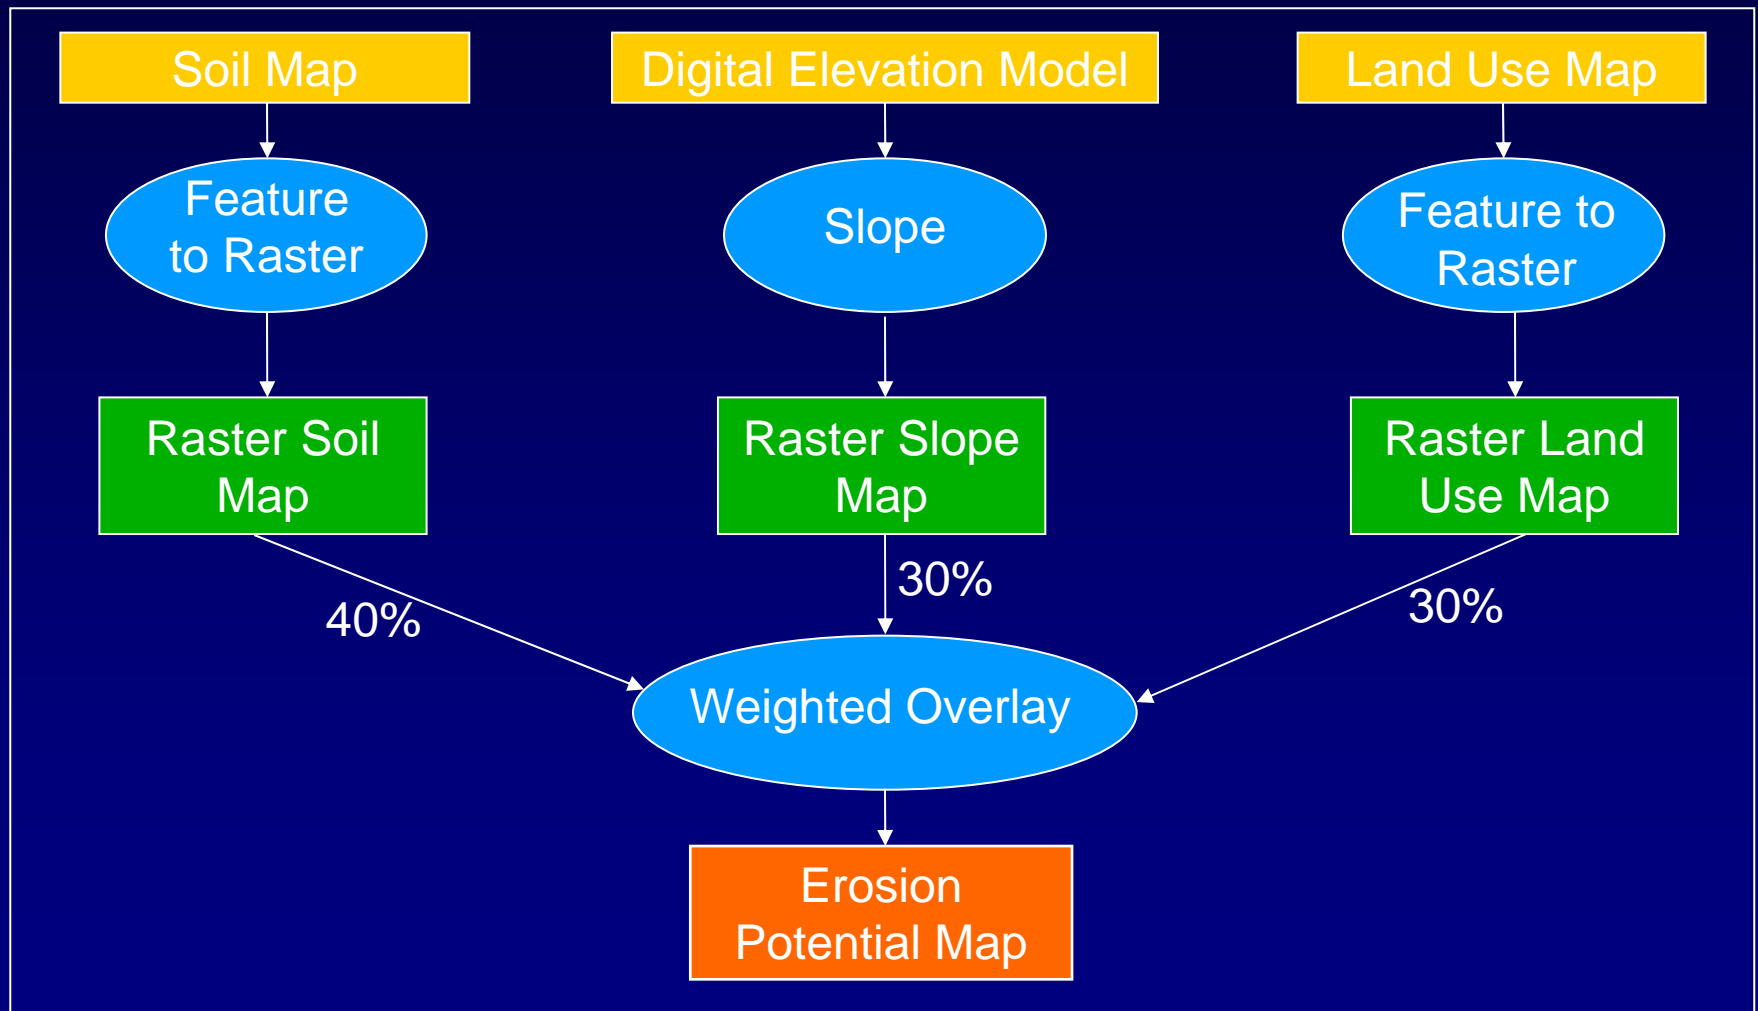 Soil Map
Digital Elevation Model
Land Use Map
Feature
to Raster
Slope
Feature to
Raster
Raster Soil
Map
Raster Slope
Map
Raster Land
Use Map
40%
30%
30%
Weighted Overlay
Erosion
Potential Map